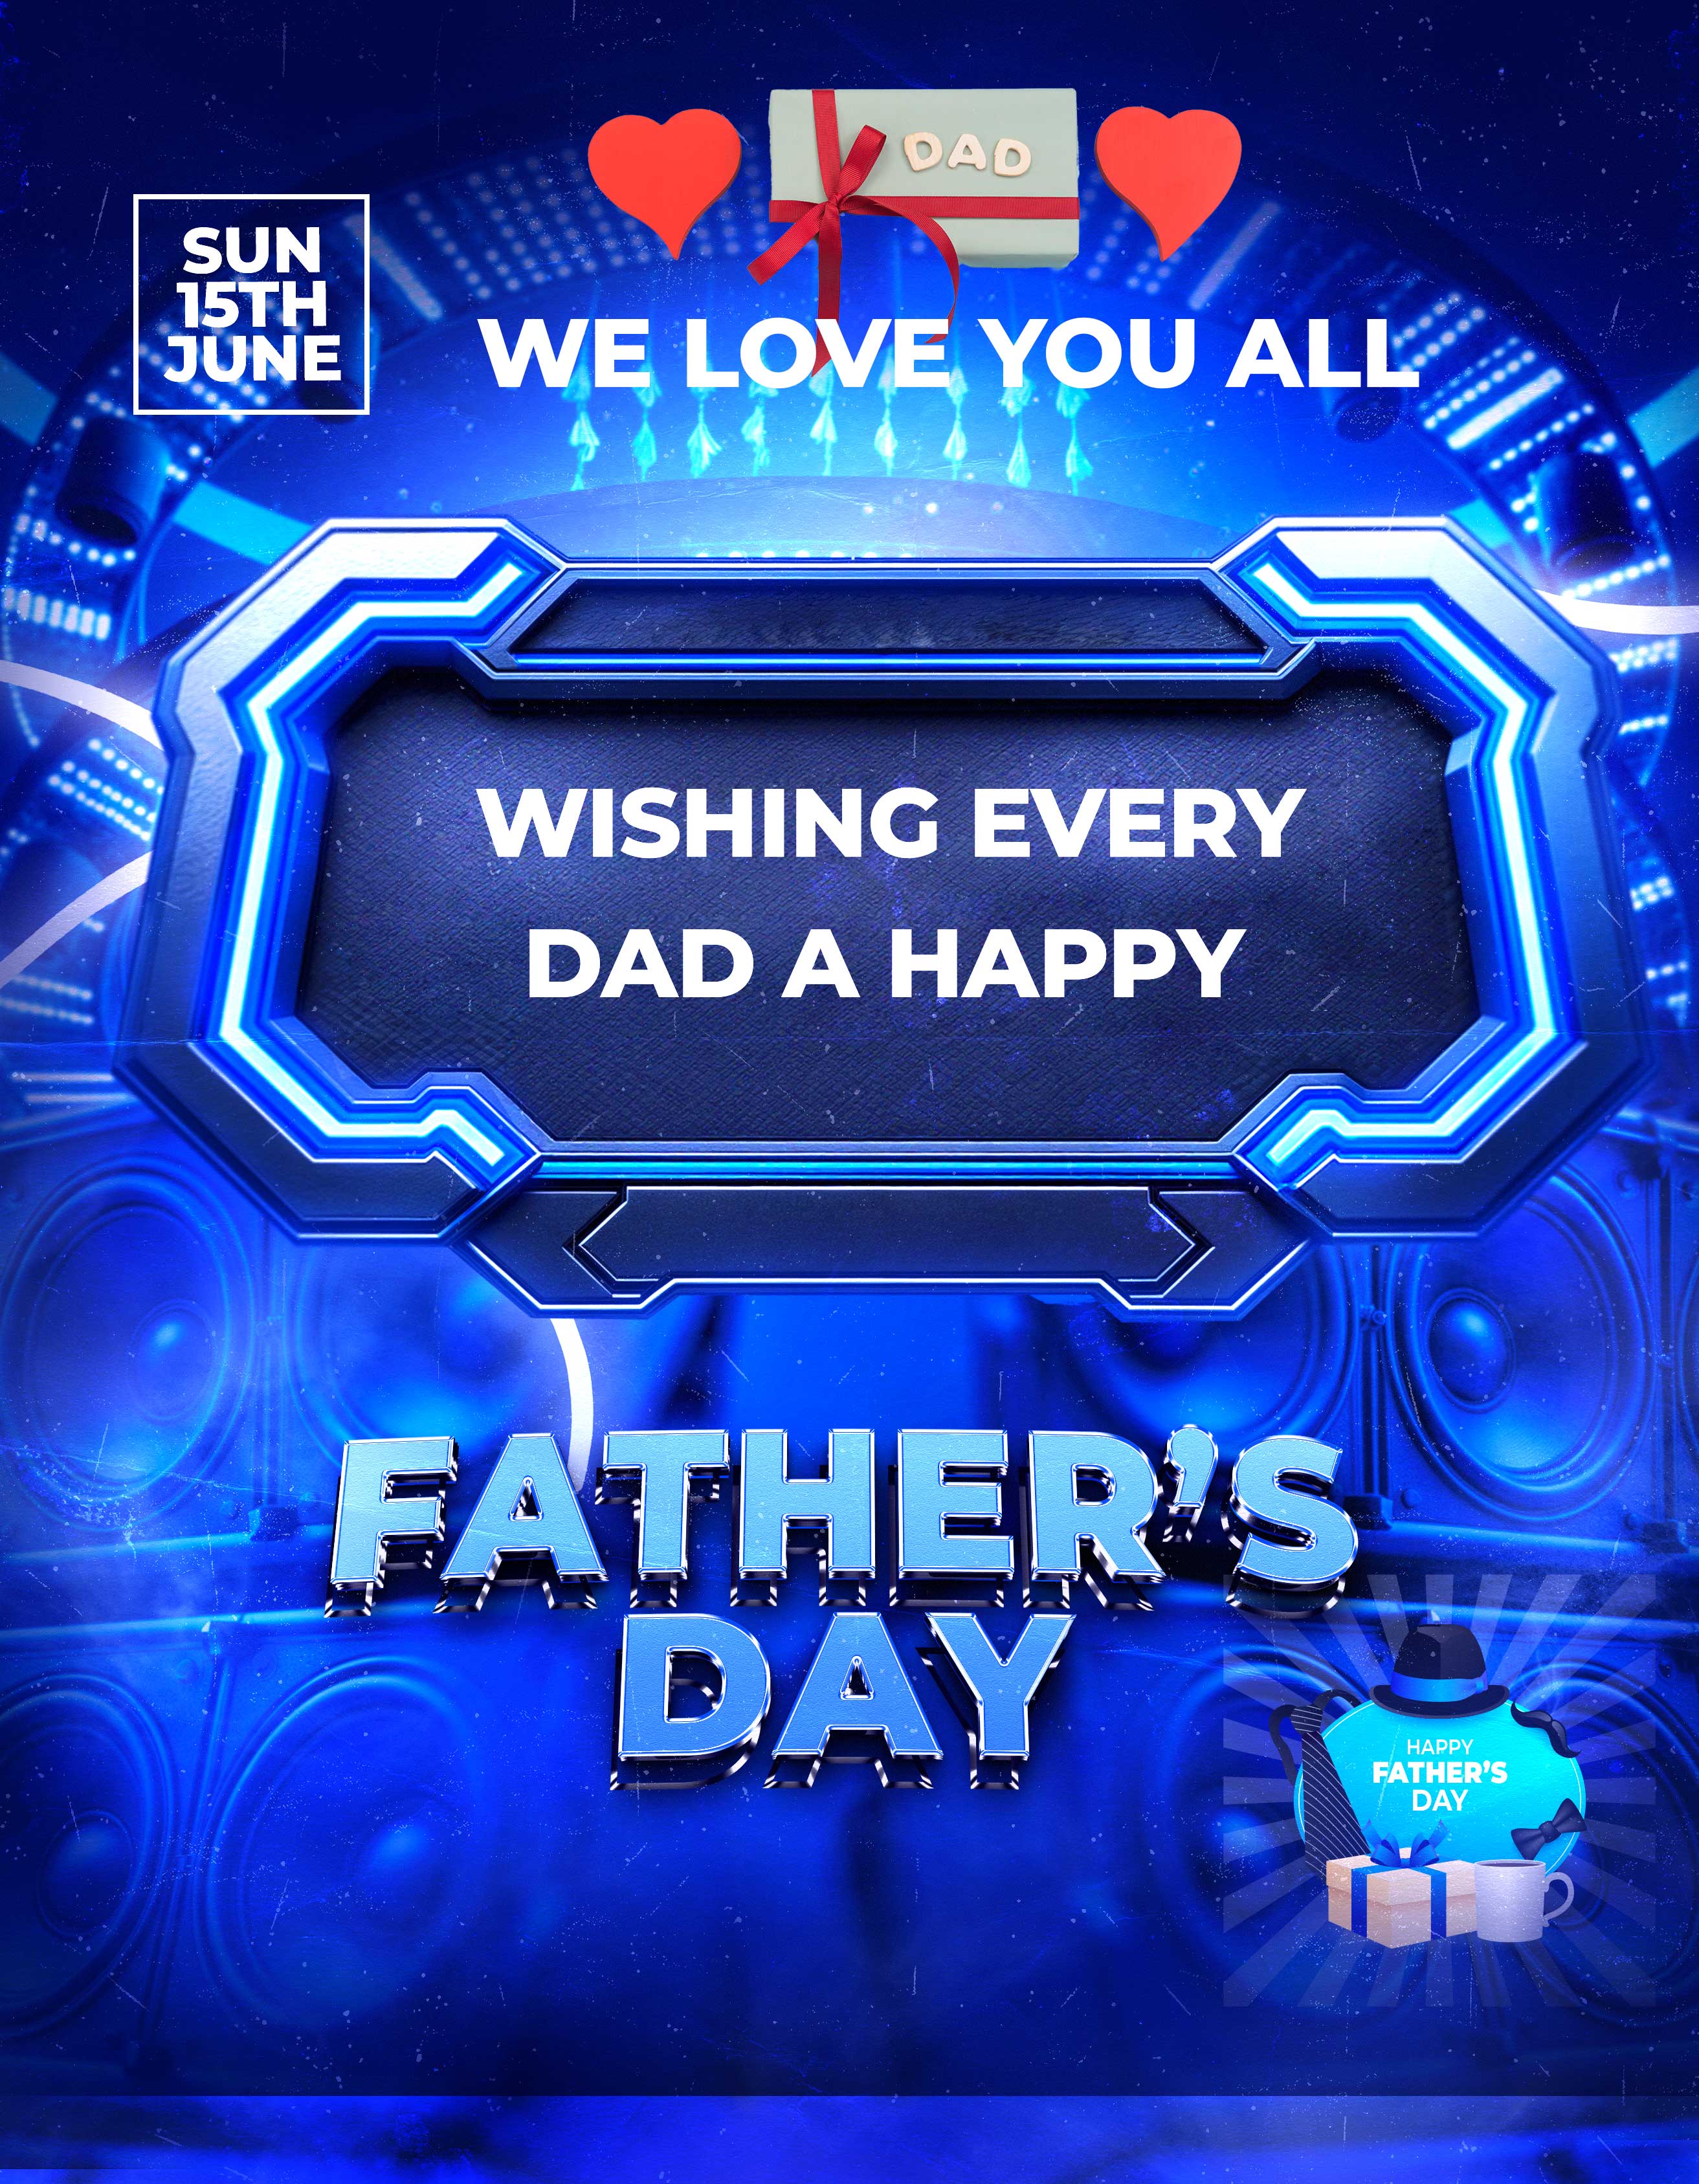 DAD
SUN
15TH
JUNE
WE LOVE YOU ALL
WISHING EVERY
DAD A HAPPY
FATHER'S
DAY
HAPPY
FATHER'S
DAY